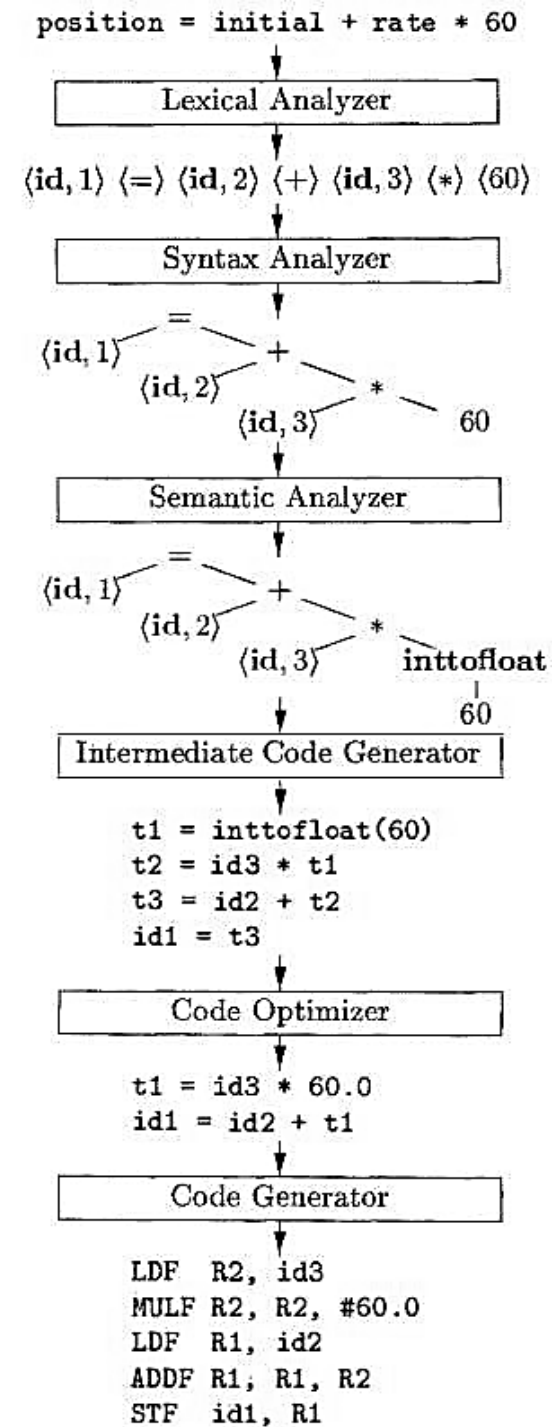 position = initial + rate * 60
Lexical Analyzer
⟨id, 1⟩ ⟨=⟩ ⟨id, 2⟩ ⟨+⟩ ⟨id, 3⟩ ⟨*⟩ ⟨60⟩
Syntax Analyzer
=
⟨id, 1⟩ +
⟨id, 2⟩ *
⟨id, 3⟩ 60
Semantic Analyzer
=
⟨id, 1⟩ +
⟨id, 2⟩ *
⟨id, 3⟩ inttofloat
60
Intermediate Code Generator
t1 = inttofloat(60)
t2 = id3 * t1
t3 = id2 + t2
id1 = t3
Code Optimizer
t1 = id3 * 60.0
id1 = id2 + t1
Code Generator
LDF R2, id3
MULF R2, R2, #60.0
LDF R1, id2
ADDF R1, R1, R2
STF id1, R1